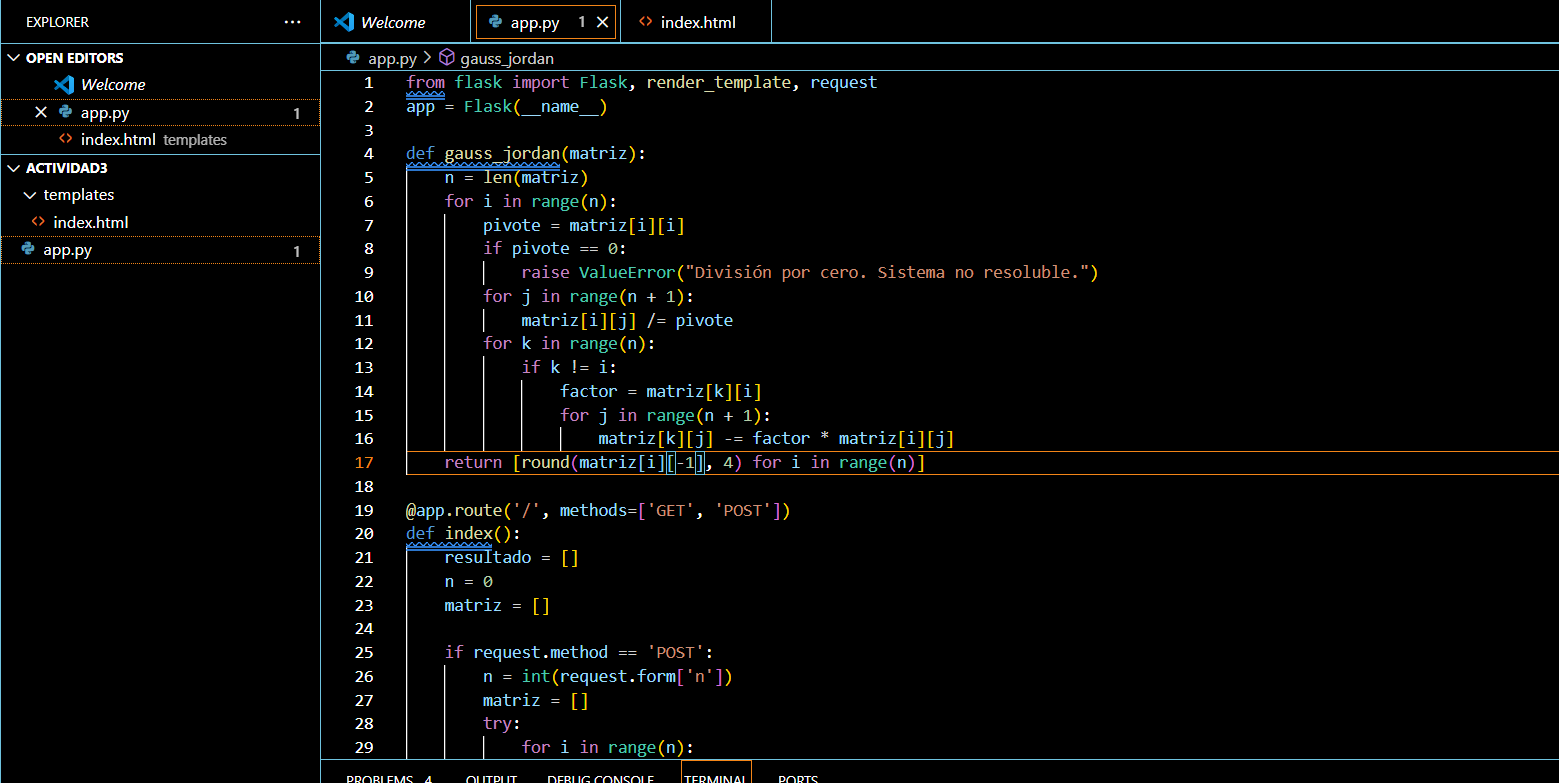 EXPLORER
OPEN EDITORS
Welcome
app.py 1
index.html templates
ACTIVIDAD3
templates
index.html
app.py 1
Welcome
app.py 1
index.html
app.py > gauss_jordan
1 from flask import Flask, render_template, request
2 app = Flask(__name__)
3
4 def gauss_jordan(matriz):
5     n = len(matriz)
6     for i in range(n):
7         pivote = matriz[i][i]
8         if pivote == 0:
9             raise ValueError("División por cero. Sistema no resoluble.")
10         for j in range(n + 1):
11             matriz[i][j] /= pivote
12         for k in range(n):
13             if k != i:
14                 factor = matriz[k][i]
15                 for j in range(n + 1):
16                     matriz[k][j] -= factor * matriz[i][j]
17     return [round(matriz[i][-1], 4) for i in range(n)]
18
19 @app.route('/', methods=['GET', 'POST'])
20 def index():
21     resultado = []
22     n = 0
23     matriz = []
24
25     if request.method == 'POST':
26         n = int(request.form['n'])
27         matriz = []
28         try:
29             for i in range(n):
PROBLEMS 4 OUTPUT DEBUG CONSOLE TERMINAL PORTS